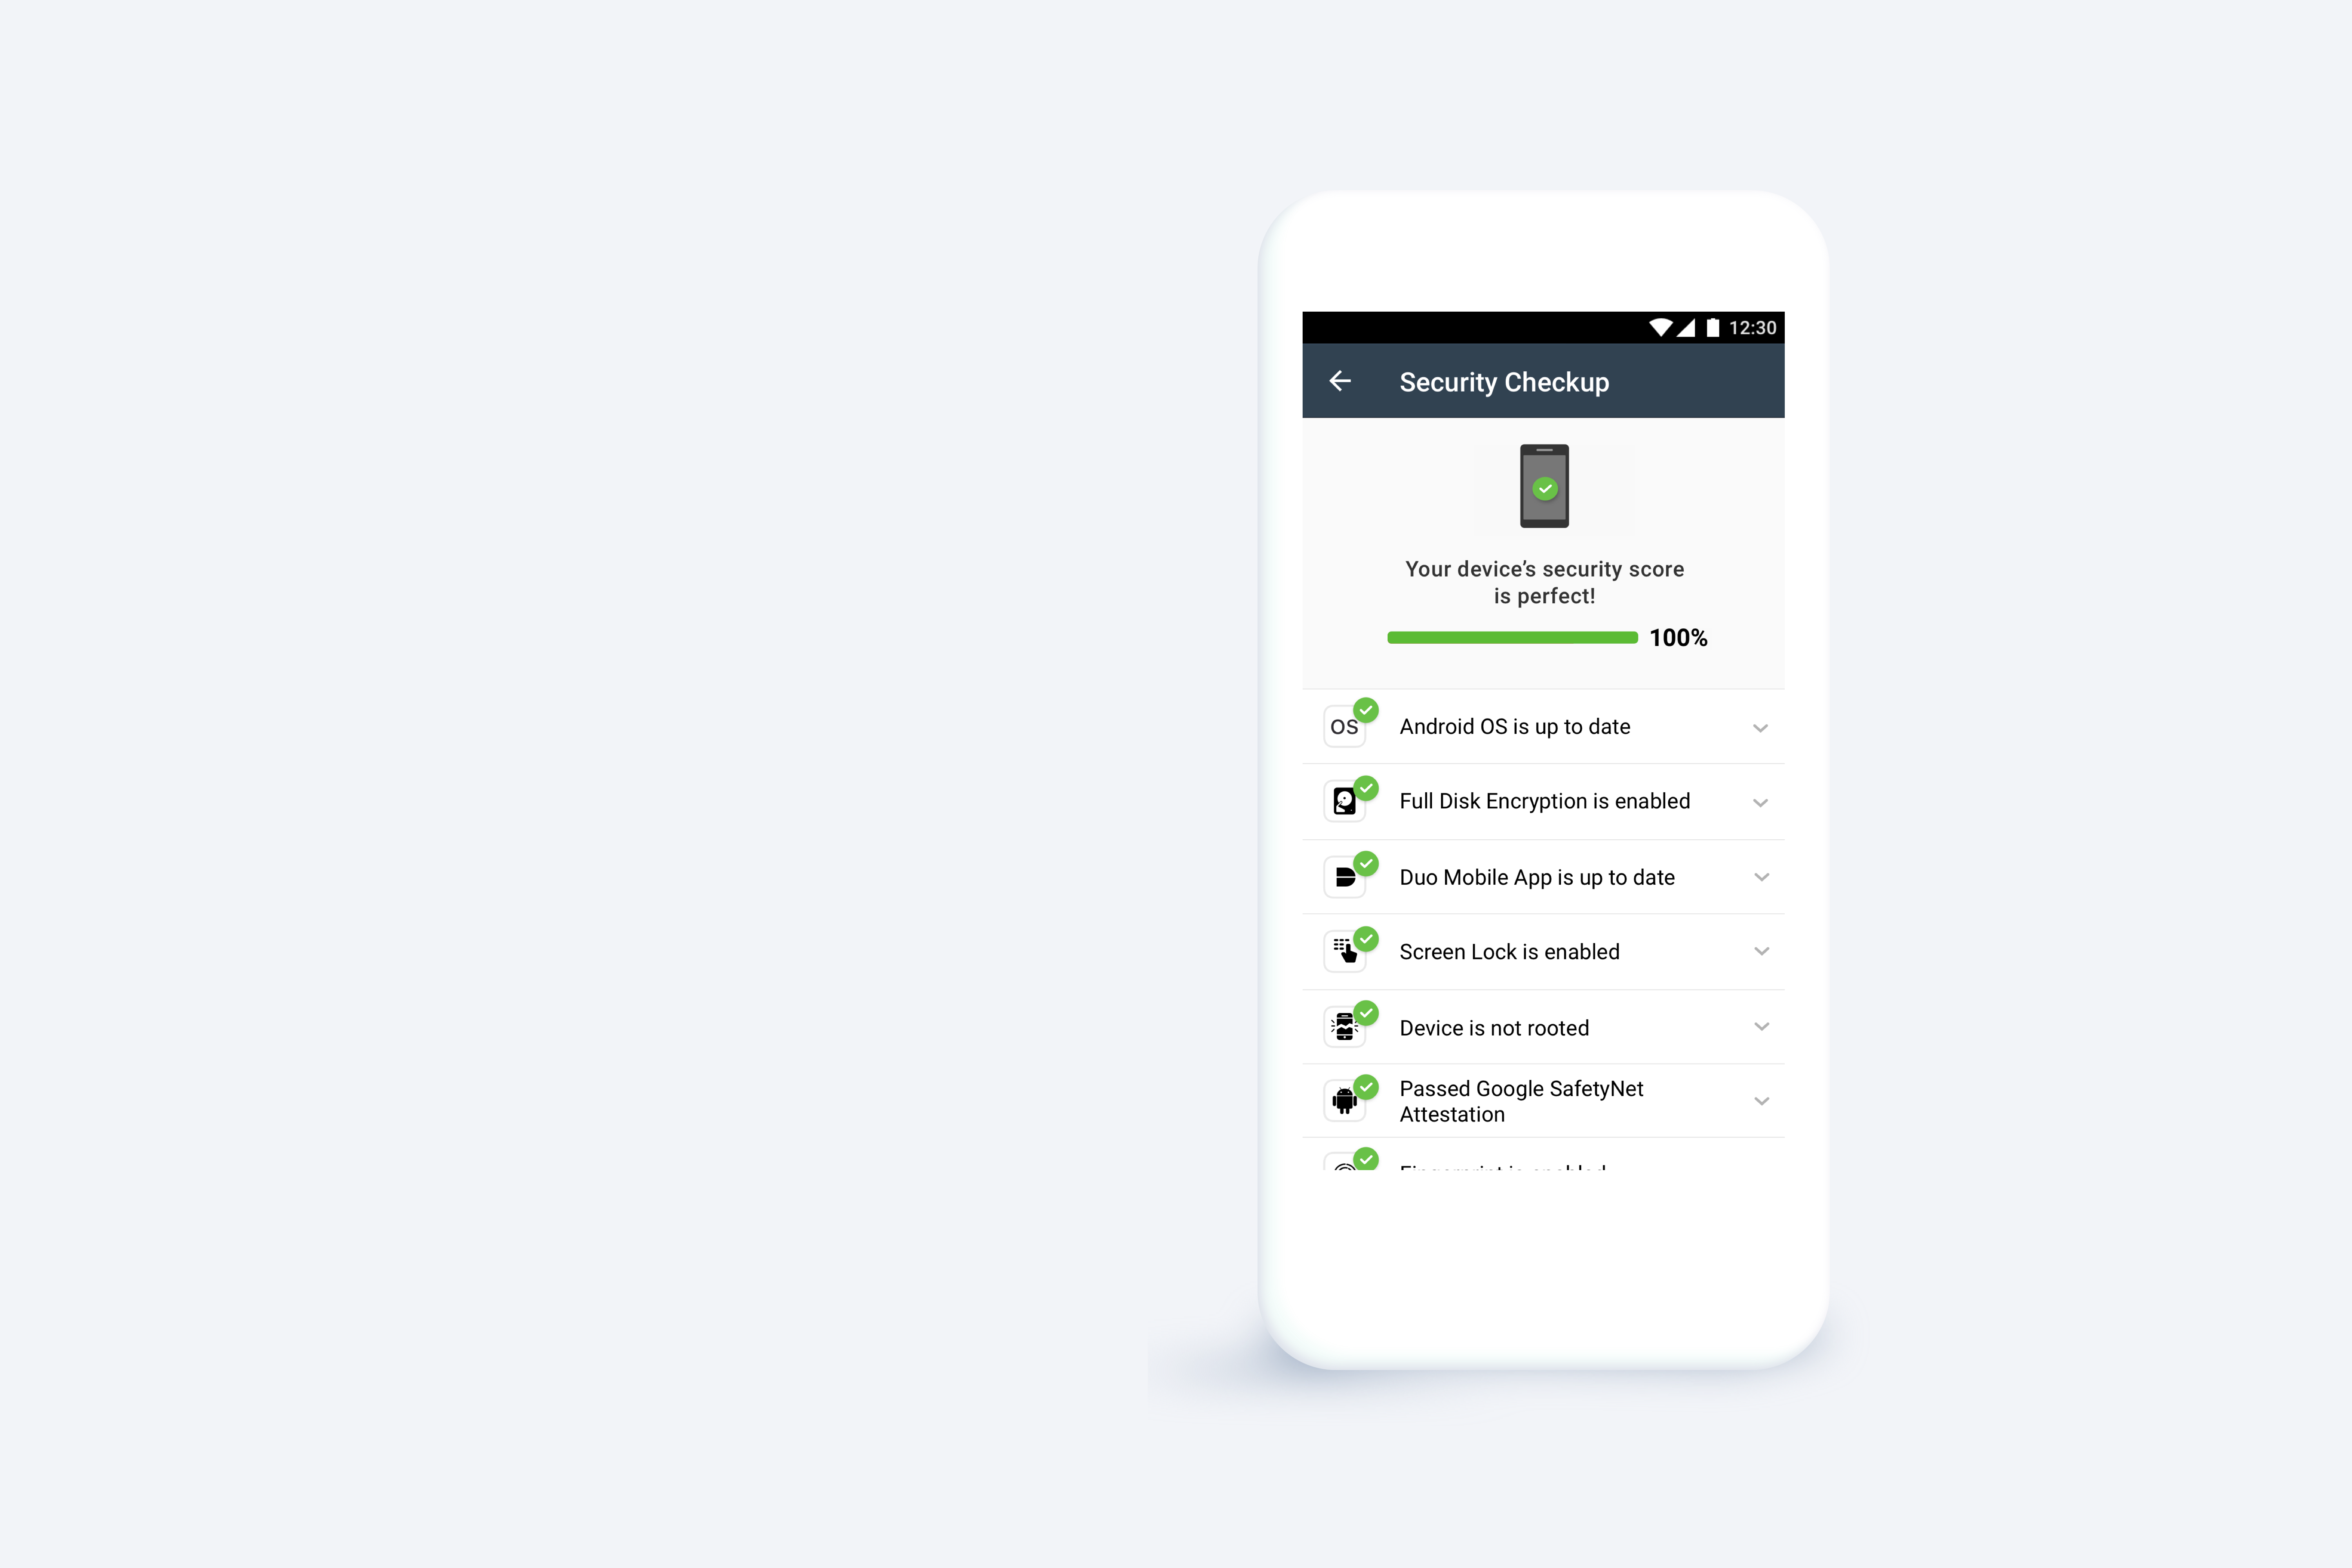 12:30
Security Checkup
Your device’s security score
is perfect!
100%
OS
Android OS is up to date
Full Disk Encryption is enabled
Duo Mobile App is up to date
Screen Lock is enabled
Device is not rooted
Passed Google SafetyNet
Attestation